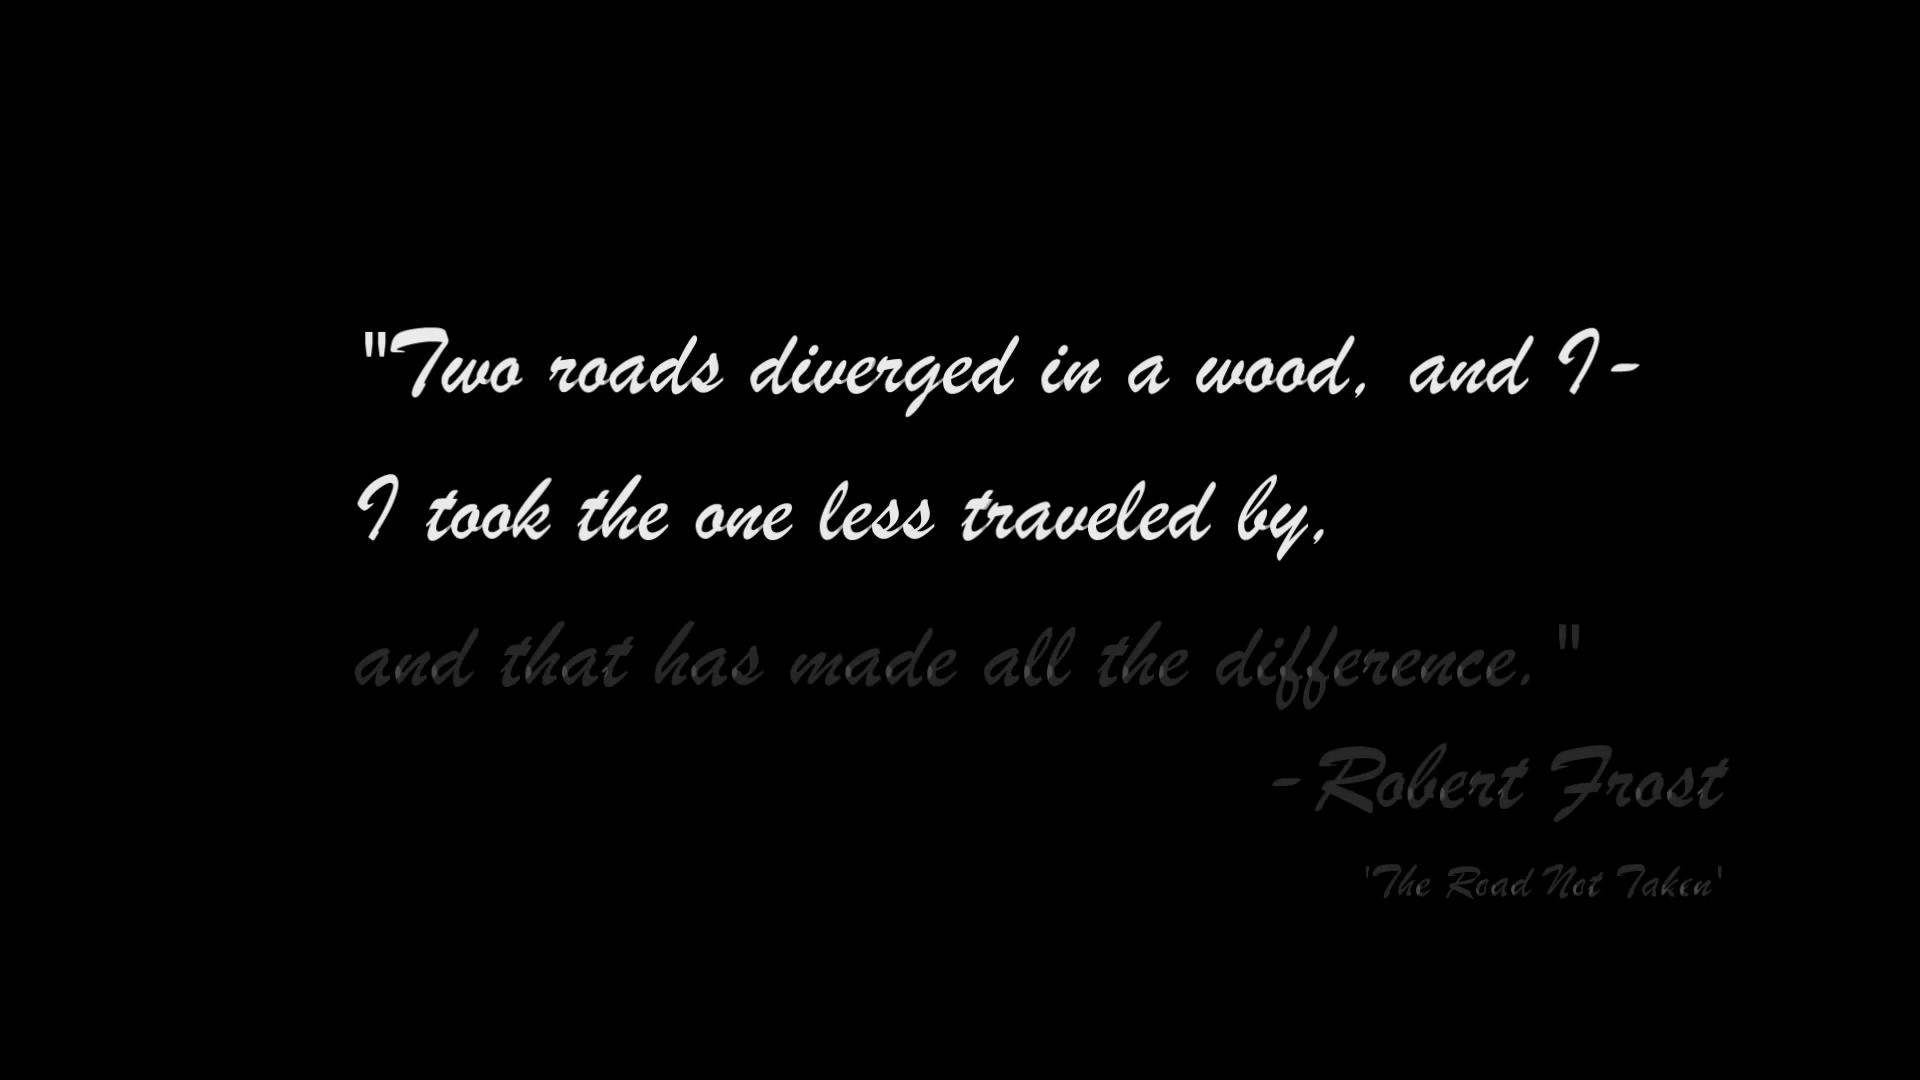 "Two roads diverged in a wood, and I-
I took the one less traveled by,
and that has made all the difference."
-Robert Frost
'The Road Not Taken'